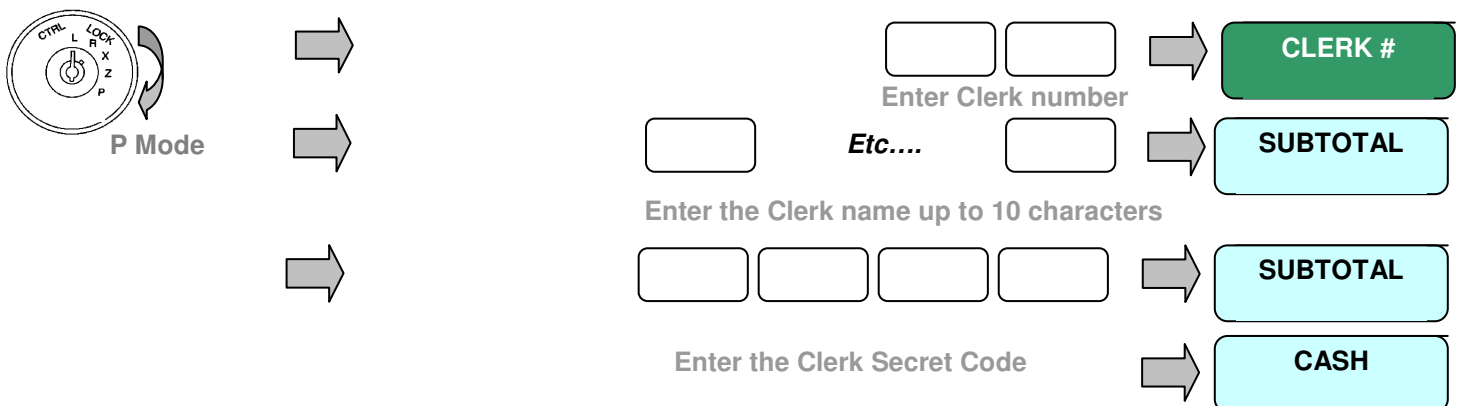 CTRL L LOCK R X Z P
CLERK #
Enter Clerk number
P Mode
Etc....
SUBTOTAL
Enter the Clerk name up to 10 characters
SUBTOTAL
Enter the Clerk Secret Code
CASH